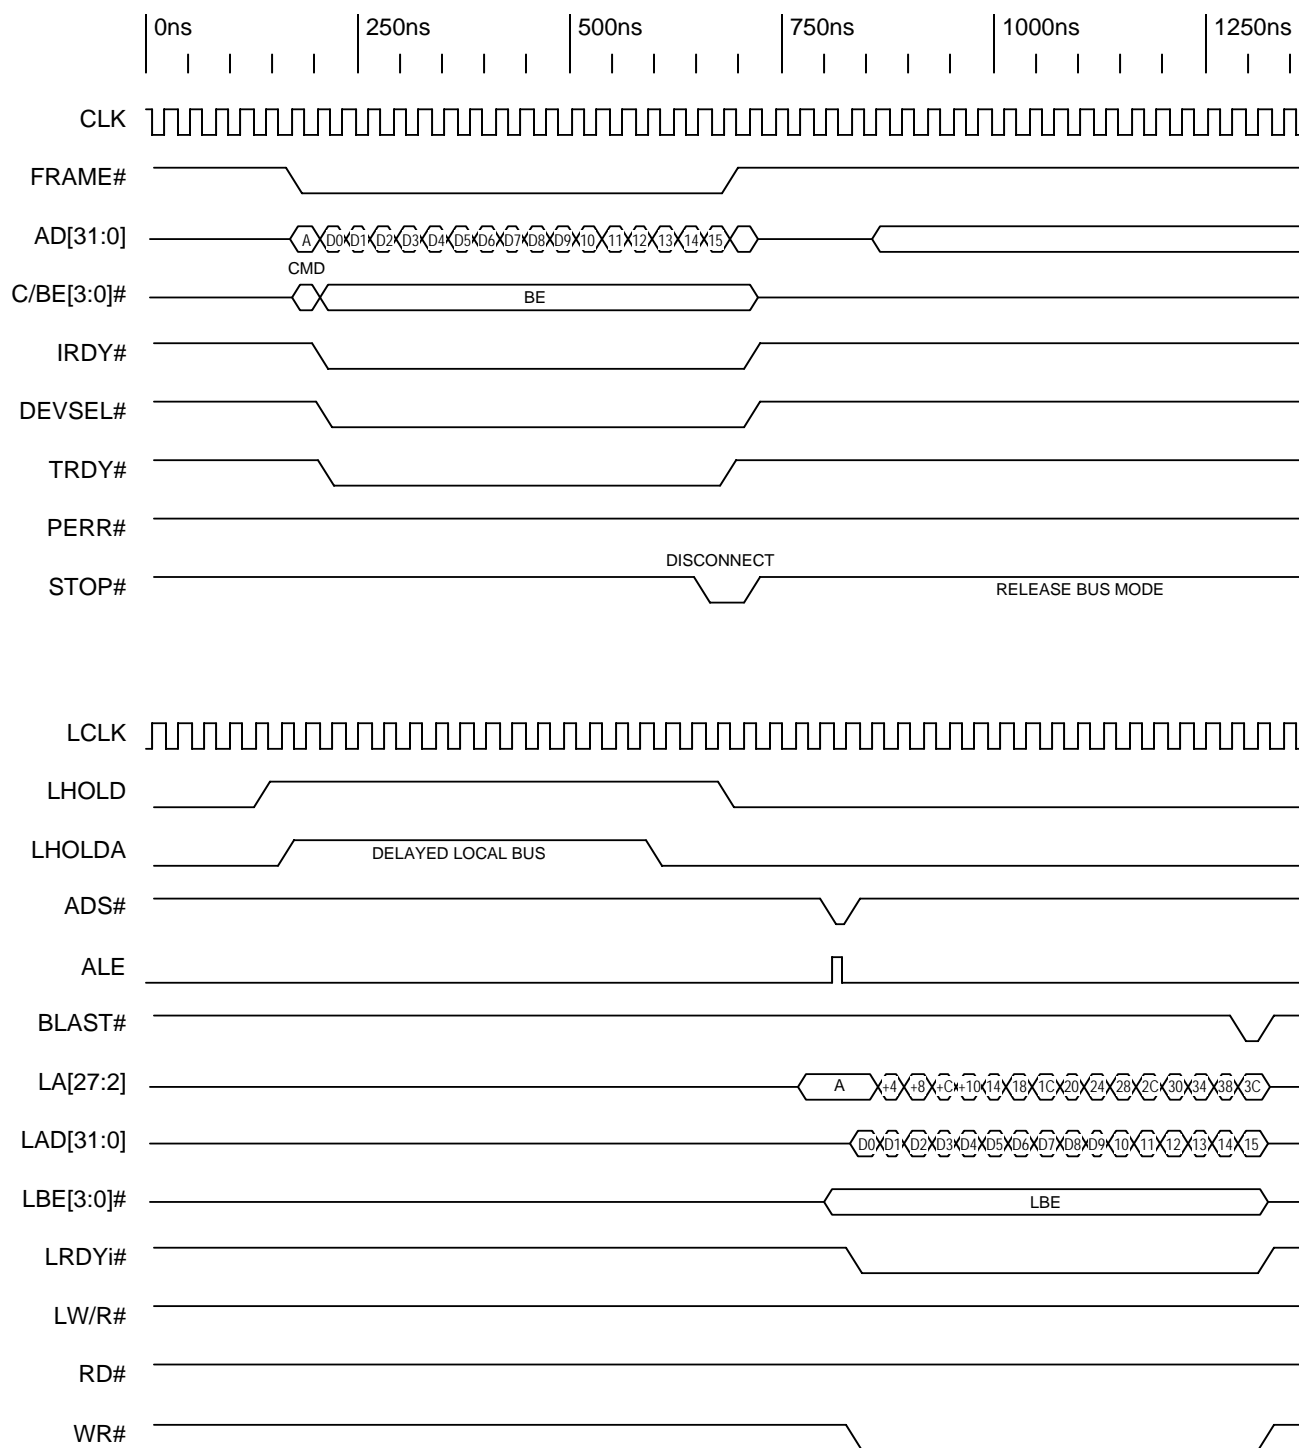 0ns 250ns 500ns 750ns 1000ns 1250ns
CLK
FRAME#
AD[31:0] A D0 D1 D2 D3 D4 D5 D6 D7 D8 D9 10 11 12 13 14 15
CMD
C/BE[3:0]# BE
IRDY#
DEVSEL#
TRDY#
PERR#
DISCONNECT
STOP# RELEASE BUS MODE
LCLK
LHOLD
LHOLDA DELAYED LOCAL BUS
ADS#
ALE
BLAST#
LA[27:2] A +4 +8 +C +10 14 18 1C 20 24 28 2C 30 34 38 3C
LAD[31:0] D0 D1 D2 D3 D4 D5 D6 D7 D8 D9 10 11 12 13 14 15
LBE[3:0]# LBE
LRDYi#
LW/R#
RD#
WR#